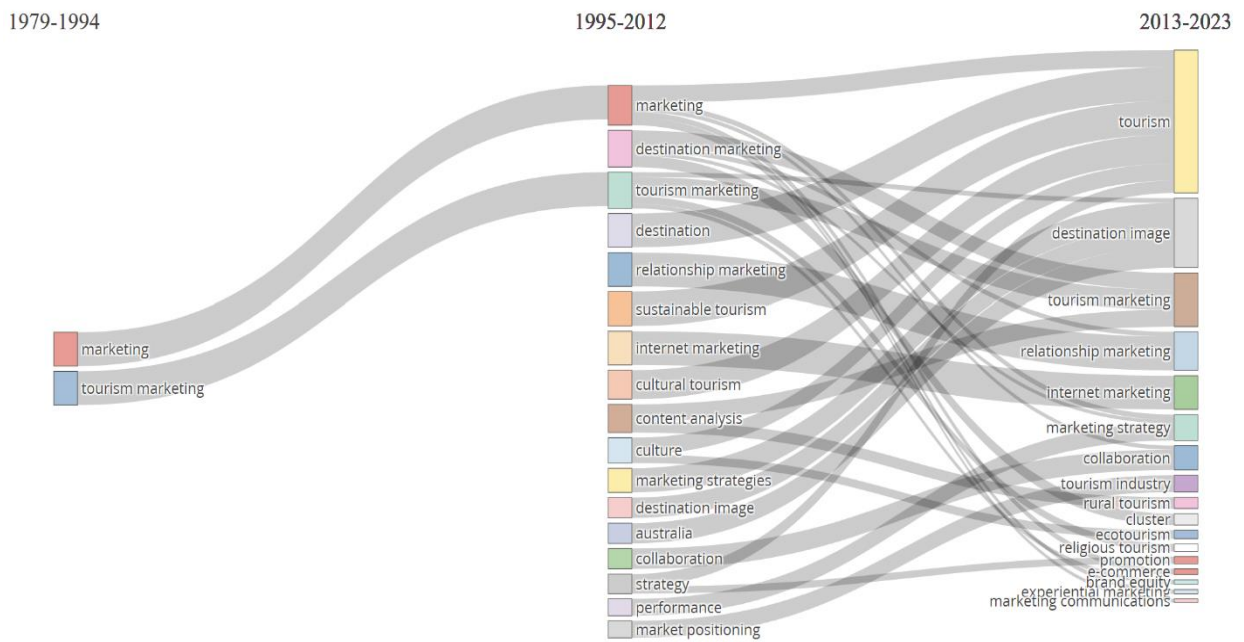 1979-1994
1995-2012
2013-2023
marketing
tourism marketing
marketing
destination marketing
tourism marketing
destination
relationship marketing
sustainable tourism
internet marketing
cultural tourism
content analysis
culture
marketing strategies
destination image
australia
collaboration
strategy
performance
market positioning
tourism
destination image
tourism marketing
relationship marketing
internet marketing
marketing strategy
collaboration
tourism industry
rural tourism
cluster
ecotourism
religious tourism
promotion
e-commerce
brand equity
experiential marketing
marketing communications